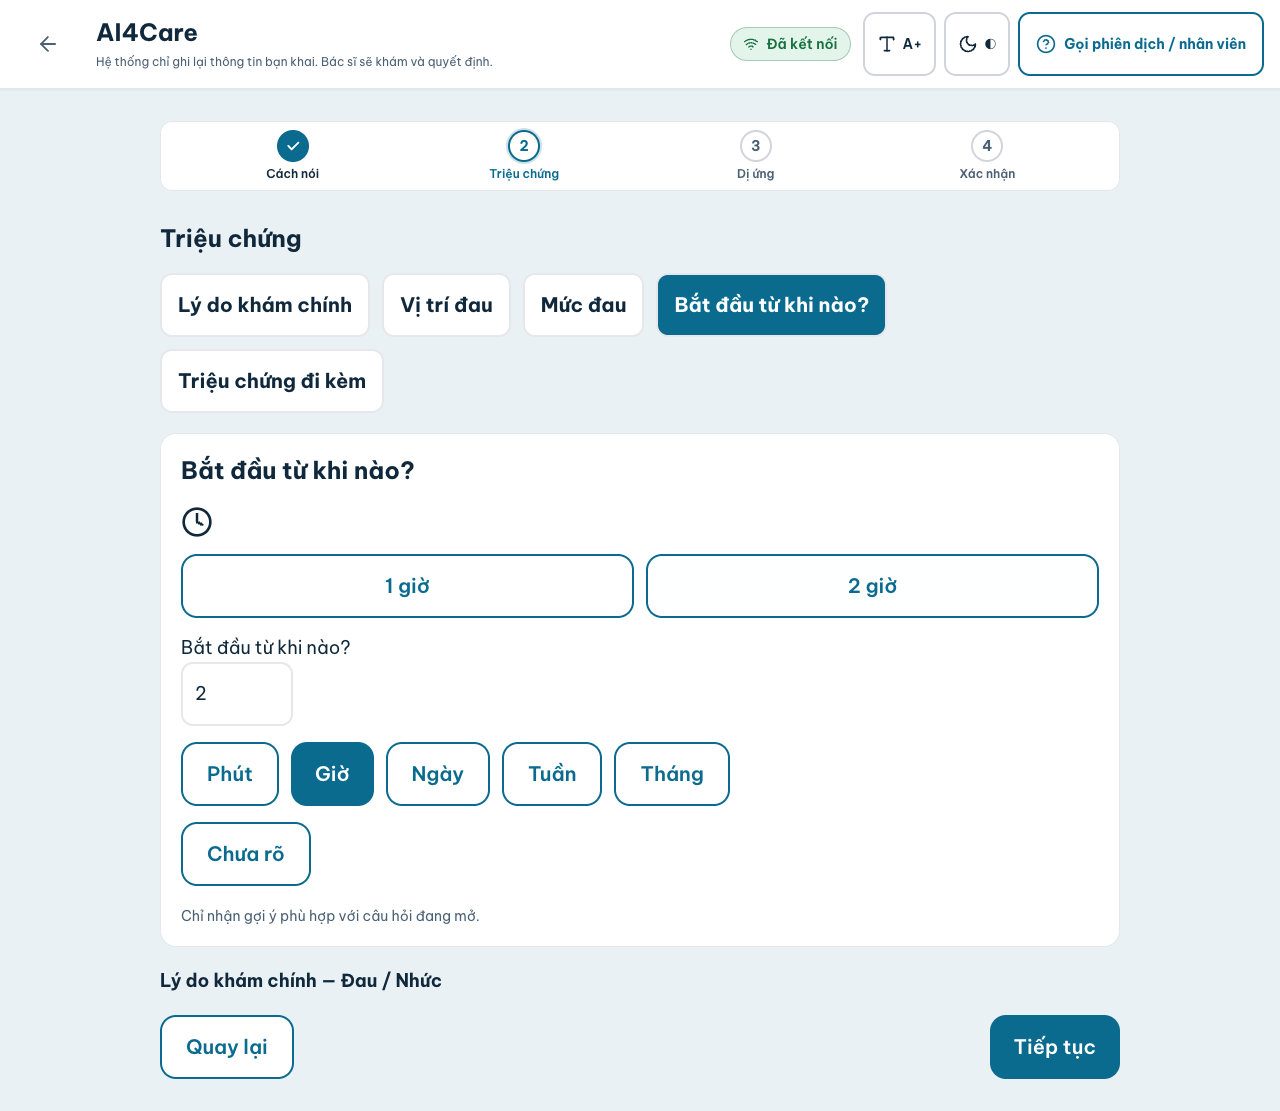 AI4Care
Hệ thống chỉ ghi lại thông tin bạn khai. Bác sĩ sẽ khám và quyết định.
Đã kết nối
A+
Gọi phiên dịch / nhân viên
Cách nói
2
Triệu chứng
3
Dị ứng
4
Xác nhận
Triệu chứng
Lý do khám chính
Vị trí đau
Mức đau
Bắt đầu từ khi nào?
Triệu chứng đi kèm
Bắt đầu từ khi nào?
1 giờ
2 giờ
Bắt đầu từ khi nào?
2
Phút
Giờ
Ngày
Tuần
Tháng
Chưa rõ
Chỉ nhận gợi ý phù hợp với câu hỏi đang mở.
Lý do khám chính — Đau / Nhức
Quay lại
Tiếp tục